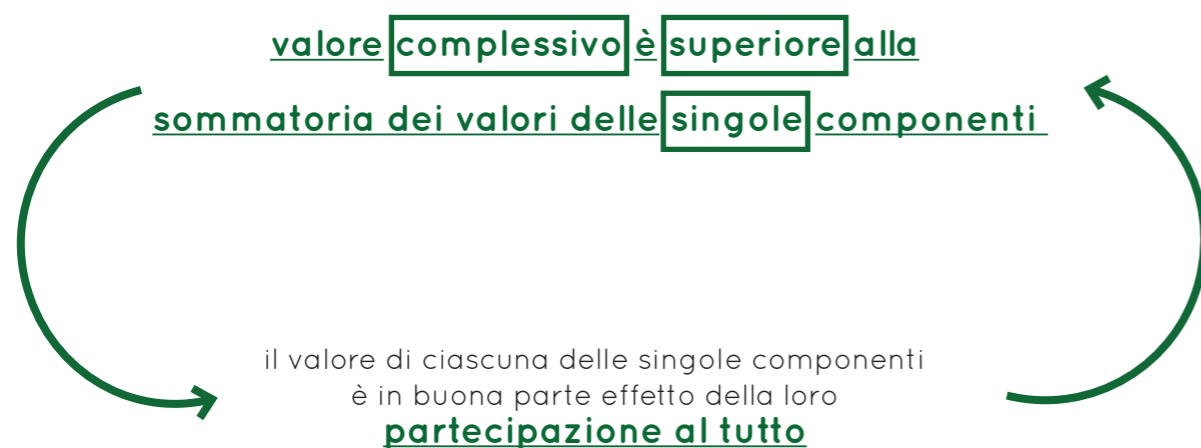 valore complessivo è superiore alla
sommatoria dei valori delle singole componenti
il valore di ciascuna delle singole componenti
è in buona parte effetto della loro
partecipazione al tutto